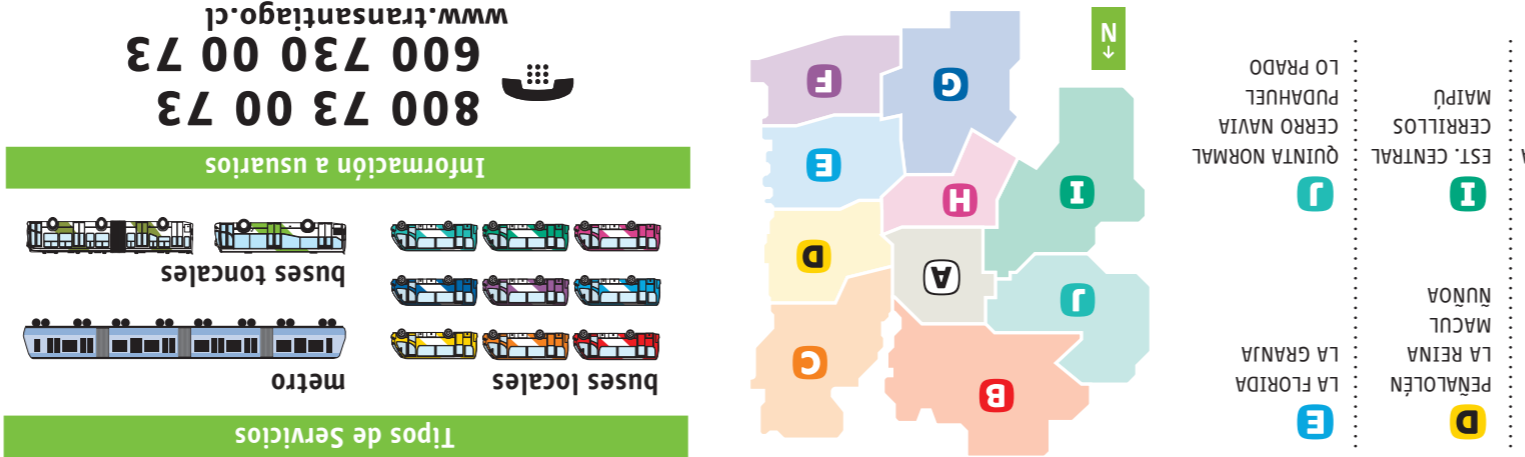 D
PEÑALOLÉN
LA REINA
MACUL
ÑUÑOA
E
LA FLORIDA
LA GRANJA
I
EST. CENTRAL
CERRILLOS
MAIPÚ
J
QUINTA NORMAL
CERRO NAVIA
PUDAHUEL
LO PRADO
B
C
J
A
D
I
H
E
G
F
N
Tipos de Servicios
buses locales
metro
buses toncales
Información a usuarios
800 73 00 73
600 730 00 73
www.transantiago.cl